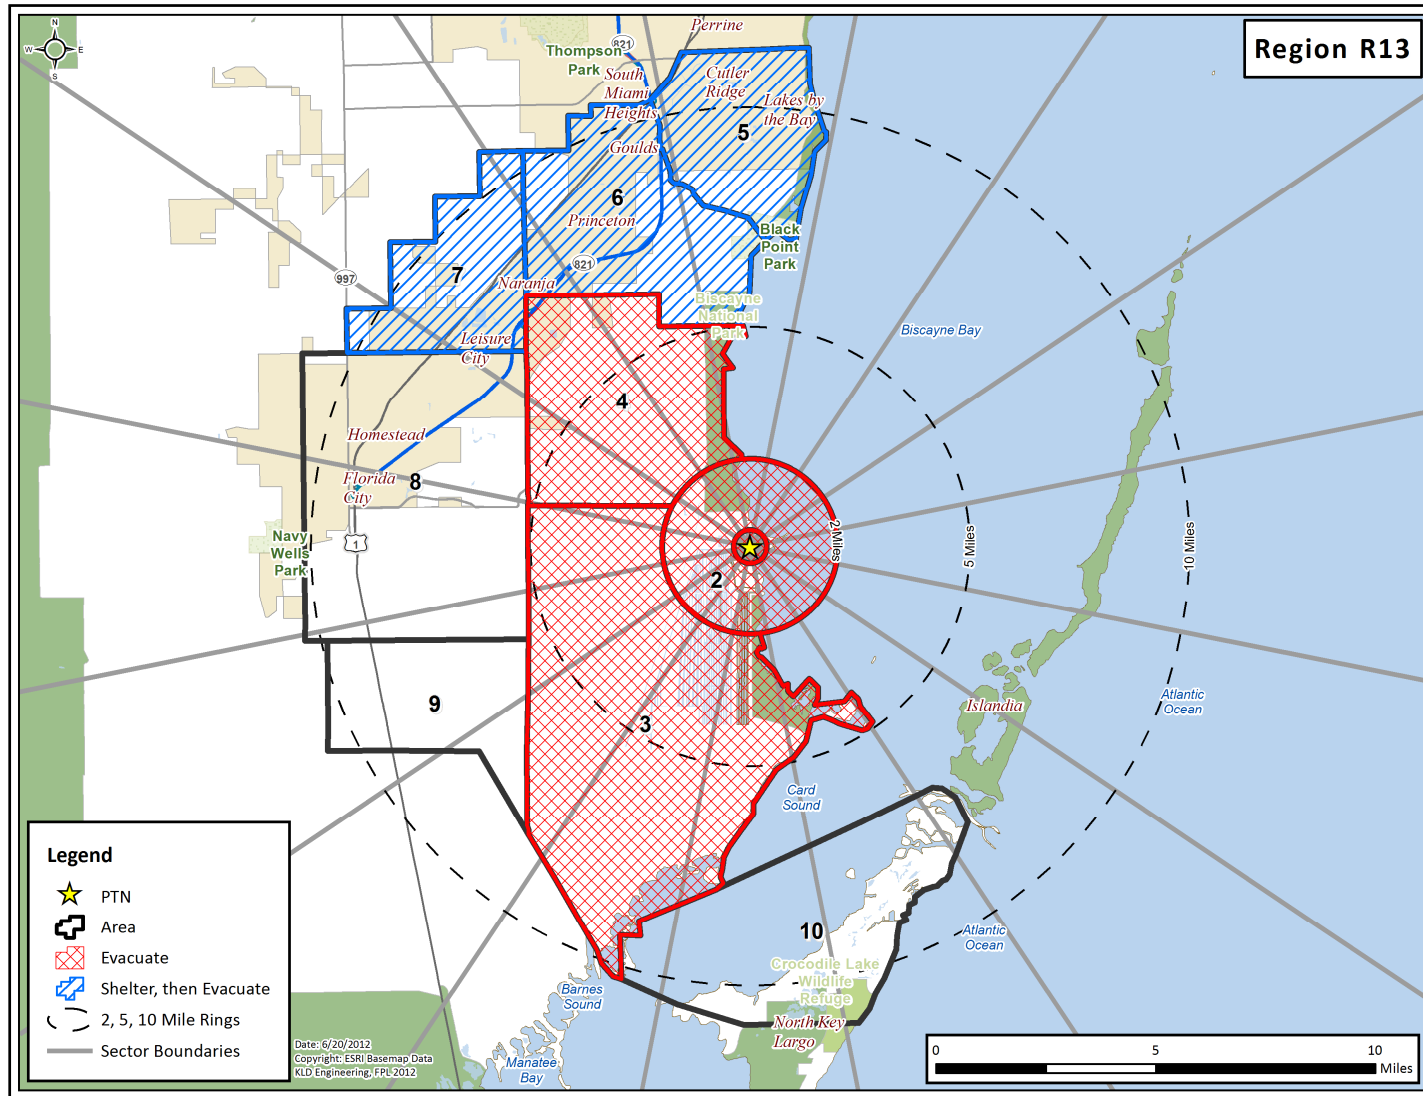 Region R13
N
W E
S
Perrine
821
Thompson
Park
South
Miami
Heights
Cutler
Ridge
Lakes by
the Bay
5
Goulds
6
Princeton
Black
Point
Park
821
7
997
Naranja
Biscayne
National
Park
Biscayne Bay
Leisure
City
4
Homestead
8
Florida
City
Navy
Wells
Park
1
2 Miles
5 Miles
10 Miles
2
9
3
Islandia
Atlantic
Ocean
Card
Sound
10
Atlantic
Ocean
Crocodile Lake
Wildlife
Refuge
Barnes
Sound
North Key
Largo
Manatee
Bay
Legend
PTN
Area
Evacuate
Shelter, then Evacuate
2, 5, 10 Mile Rings
Sector Boundaries
Date: 6/20/2012
Copyright: ESRI Basemap Data
KLD Engineering, FPL 2012
0 5 10
Miles